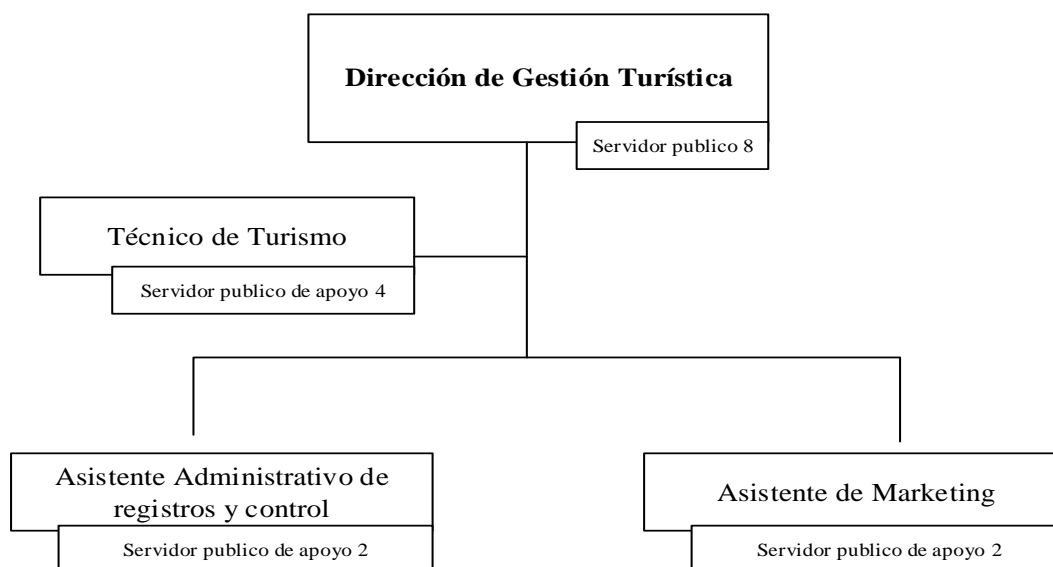 Dirección de Gestión Turística
Servidor publico 8
Técnico de Turismo
Servidor publico de apoyo 4
Asistente Administrativo de
registros y control
Servidor publico de apoyo 2
Asistente de Marketing
Servidor publico de apoyo 2